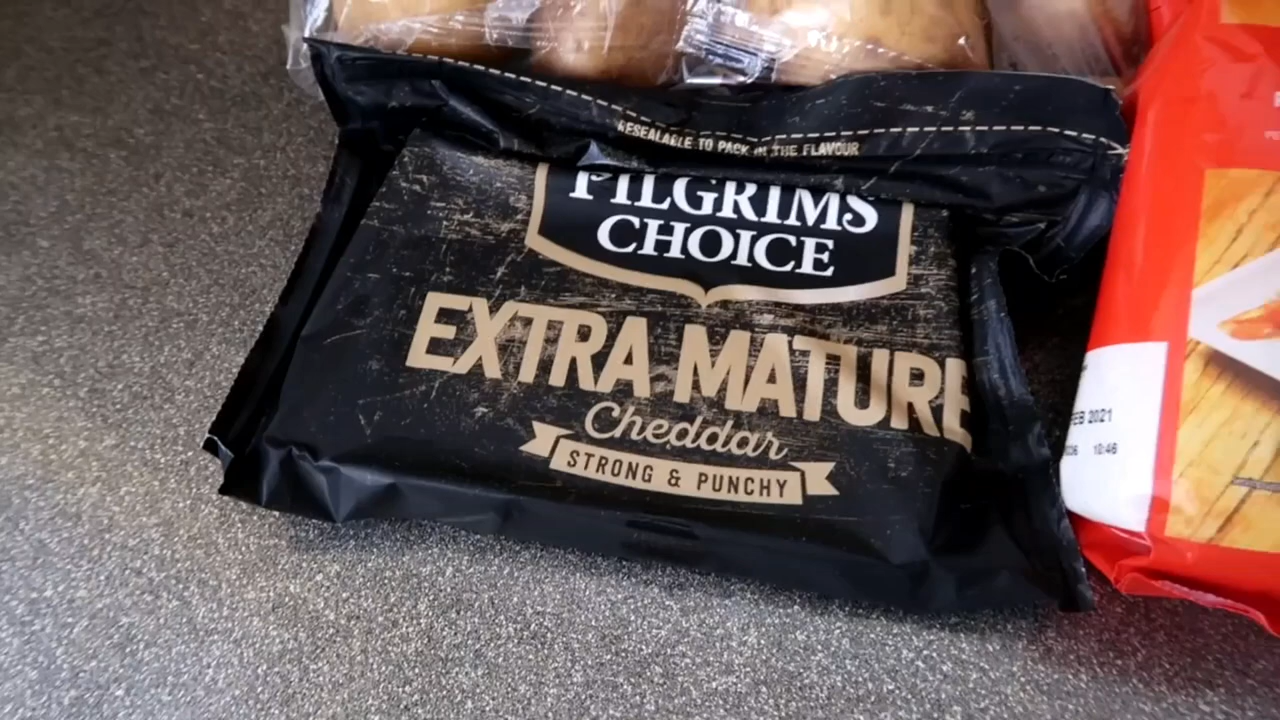 RESEALABLE TO PACK IN THE FLAVOUR
PILGRIMS
CHOICE
EXTRA MATURE
Cheddar
STRONG & PUNCHY
FEB 2021
10:46